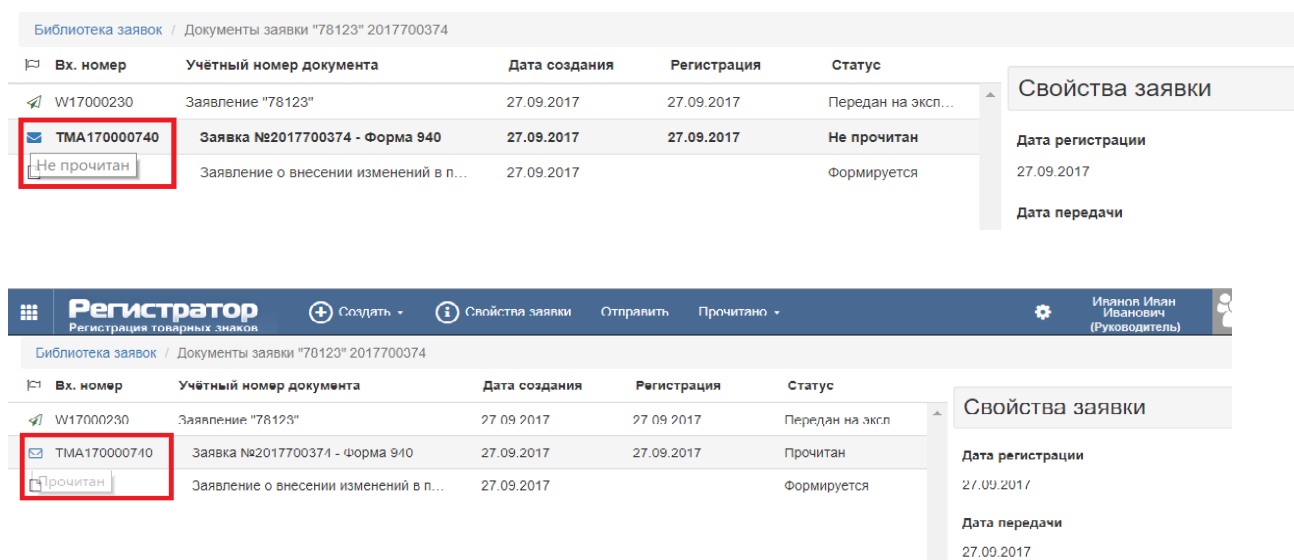 Библиотека заявок / Документы заявки "78123" 2017700374
Вх. номер Учётный номер документа Дата создания Регистрация Статус
W17000230 Заявление "78123" 27.09.2017 27.09.2017 Передан на эксп...
TMA170000740 Заявка №2017700374 - Форма 940 27.09.2017 27.09.2017 Не прочитан
Не прочитан
Заявление о внесении изменений в п... 27.09.2017 Формируется
Свойства заявки
Дата регистрации
27.09.2017
Дата передачи
Регистратор
Регистрация товарных знаков
Создать Свойства заявки Отправить Прочитано
Иванов Иван
Иванович
(Руководитель)
Библиотека заявок / Документы заявки "78123" 2017700374
Вх. номер Учётный номер документа Дата создания Регистрация Статус
W17000230 Заявление "78123" 27.09.2017 27.09.2017 Передан на эксп
TMA170000740 Заявка №2017700374 - Форма 940 27.09.2017 27.09.2017 Прочитан
Прочитан
Заявление о внесении изменений в п... 27.09.2017 Формируется
Свойства заявки
Дата регистрации
27.09.2017
Дата передачи
27.09.2017